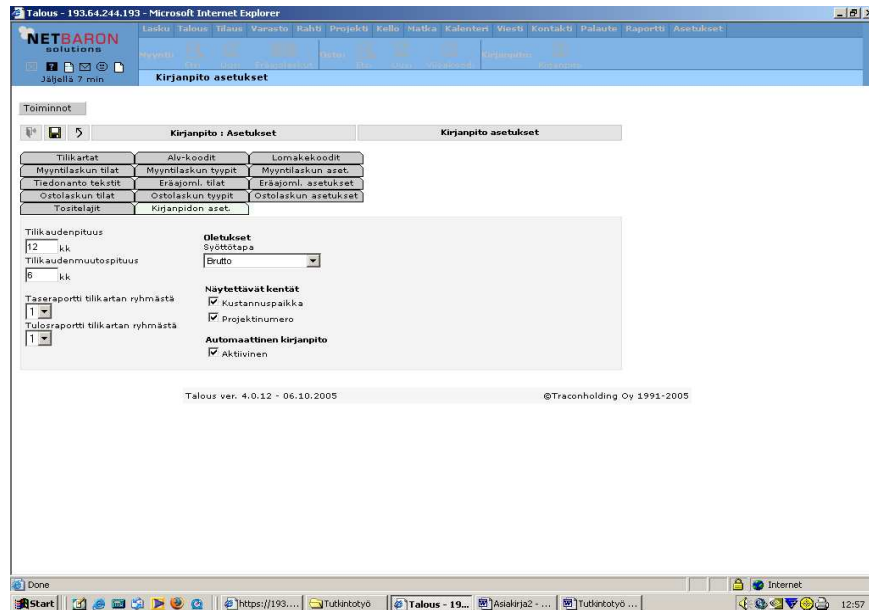 Talous - 193.64.244.193 - Microsoft Internet Explorer
Lasku Talous Tilaus Varasto Rahti Projekti Kello Matka Kalenteri Viesti Kontakti Palaute Raportti Asetukset
NETBARON
solutions
Jäljellä 7 min
Kirjanpito asetukset
Toiminnot
Kirjanpito : Asetukset Kirjanpito asetukset
Tilikartat Alv-koodit Lomakekoodit
Myyntilaskun tilat Myyntilaskun tyypit Myyntilaskun aset.
Tiedonanto tekstit Eräajoml. tilat Eräajoml. asetukset
Ostolaskun tilat Ostolaskun tyypit Ostolaskun asetukset
Tositelajit Kirjanpidon aset.
Tilikaudenpituus
12 kk
Tilikaudenmuutospituus
6 kk
Taseraportti tilikartan ryhmästä
1
Tulosraportti tilikartan ryhmästä
1
Oletukset
Syöttötapa
Brutto
Näytettävät kentät
Kustannuspaikka
Projektinumero
Automaattinen kirjanpito
Aktiivinen
Talous ver. 4.0.12 - 06.10.2005 ©Traconholding Oy 1991-2005
Done Internet
Start https://193.... Tutkintotyö Talous - 19... Asiakirja2 - ... Tutkintotyö ... 12:57